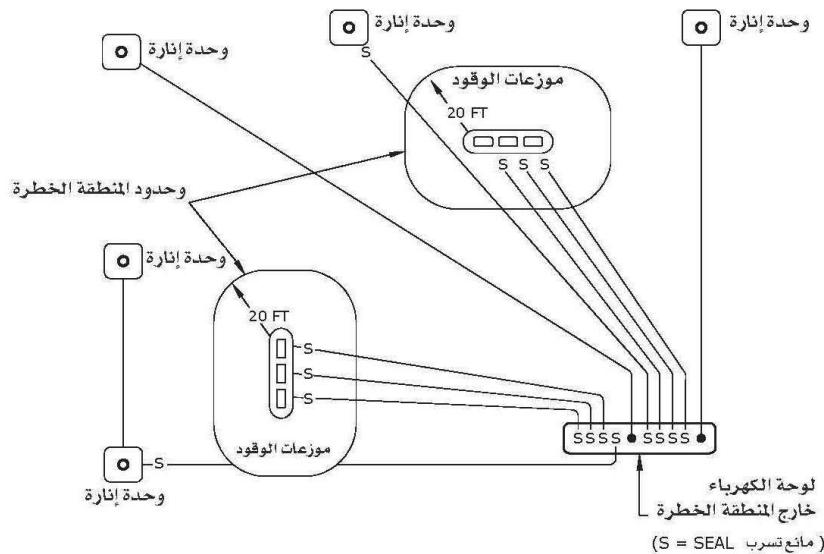 وحدة إنارة
وحدة إنارة
وحدة إنارة
S
موزعات الوقود
20 FT
S S S
وحدود المنطقة الخطرة
وحدة إنارة
20 FT
S
S
S
موزعات الوقود
S S S S S S S S
S
وحدة إنارة
لوحة الكهرباء
خارج المنطقة الخطرة
(S = SEAL مانع تسرب)